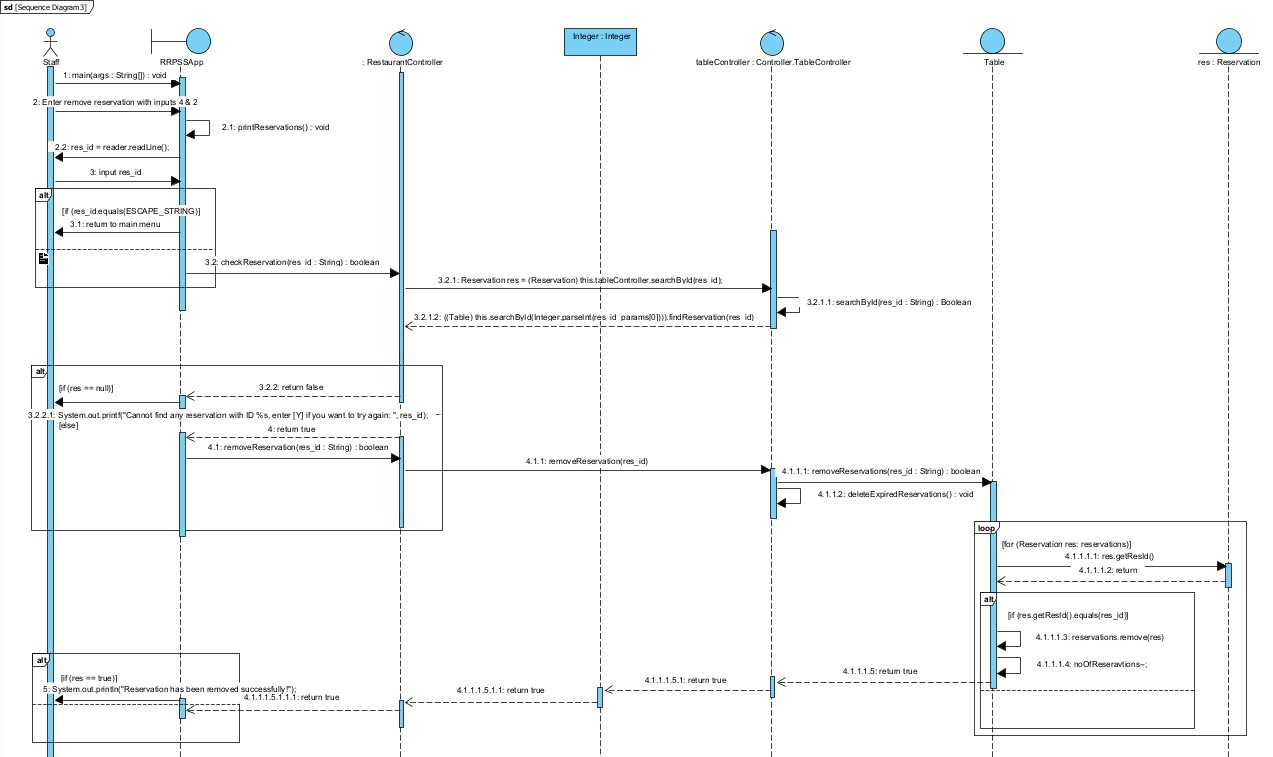 sd [Sequence Diagram3]
Integer : Integer
Staff
RRPSSApp
: RestaurantController
tableController : Controller.TableController
Table
res : Reservation
1: main(args : String[]) : void
2: Enter remove reservation with inputs 4 & 2
2.1: printReservations() : void
2.2: res_id = reader.readLine();
3: input res_id
alt
[if (res_id.equals(ESCAPE_STRING)]
3.1: return to main menu
3.2: checkReservation(res_id : String) : boolean
3.2.1: Reservation res = (Reservation) this.tableController.searchById(res_id);
3.2.1.1: searchById(res_id : String) : Boolean
3.2.1.2: ((Table) this.searchById(Integer.parseInt(res_id_params[0]))).findReservation(res_id)
alt
[if (res == null)]
3.2.2: return false
3.2.2.1: System.out.printf("Cannot find any reservation with ID %s, enter [Y] if you want to try again: ", res_id);
[else]
4: return true
4.1: removeReservation(res_id : String) : boolean
4.1.1: removeReservation(res_id)
4.1.1.1: removeReservations(res_id : String) : boolean
4.1.1.2: deleteExpiredReservations() : void
loop
[for (Reservation res: reservations)]
4.1.1.1.1: res.getResId()
4.1.1.1.2: return
alt
[if (res.getResId().equals(res_id)]
4.1.1.1.3: reservations.remove(res)
4.1.1.1.4: noOfReseravtions--;
4.1.1.1.5: return true
4.1.1.1.5.1: return true
4.1.1.1.5.1.1: return true
4.1.1.1.5.1.1.1: return true
alt
[if (res == true)]
5: System.out.println("Reservation has been removed successfully!");